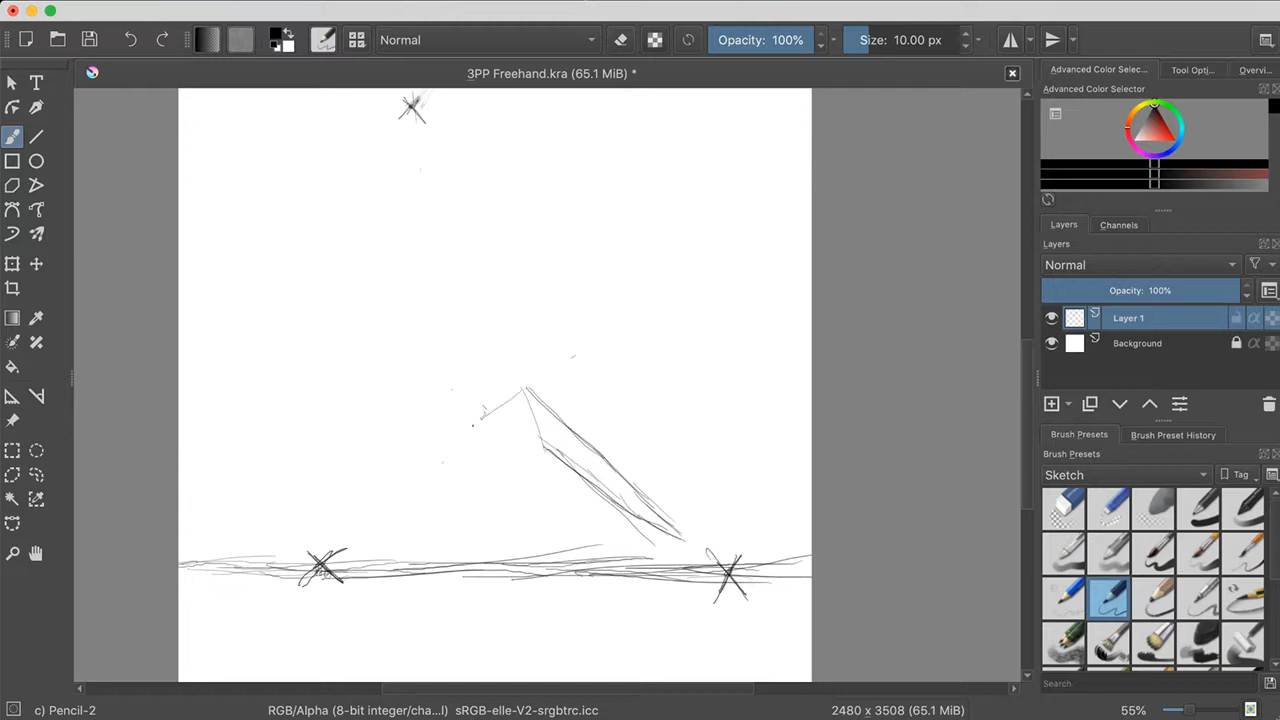 Normal
Opacity: 100%
Size: 10.00 px
3PP Freehand.kra (65.1 MiB) *
Advanced Color Selec...
Tool Opti...
Overvi...
Advanced Color Selector
Layers
Channels
Layers
Normal
Opacity: 100%
Layer 1
Background
Brush Presets
Brush Preset History
Brush Presets
Sketch
Tag
Search
c) Pencil-2
RGB/Alpha (8-bit integer/cha...l)
sRGB-elle-V2-srgbtrc.icc
2480 x 3508 (65.1 MiB)
55%